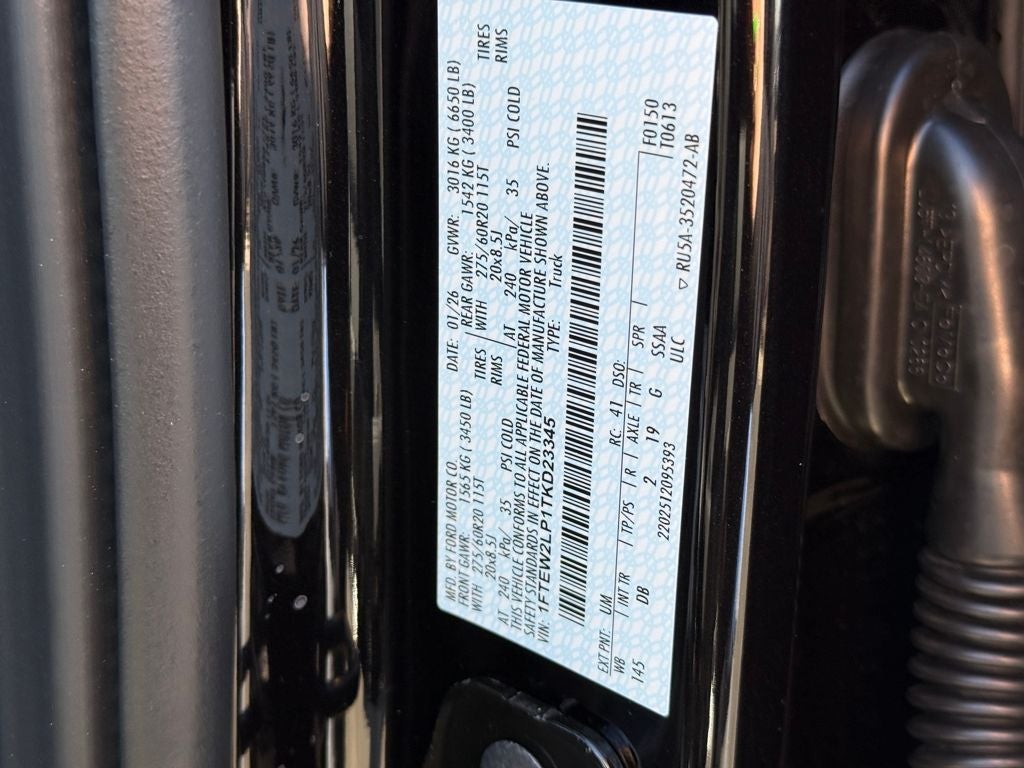 MFD. BY FORD MOTOR CO.
DATE: 01/26 GVWR: 3016 KG ( 6650 LB)
FRONT GAWR: 1565 KG ( 3450 LB) REAR GAWR: 1542 KG ( 3400 LB)
WITH 275/60R20 115T TIRES WITH 275/60R20 115T TIRES
20x8.5J RIMS 20x8.5J RIMS
AT 240 kPa/ 35 PSI COLD AT 240 kPa/ 35 PSI COLD
THIS VEHICLE CONFORMS TO ALL APPLICABLE FEDERAL MOTOR VEHICLE
SAFETY STANDARDS IN EFFECT ON THE DATE OF MANUFACTURE SHOWN ABOVE.
VIN: 1FTEW2LP1TKD23345 TYPE: Truck
EXT PNT: UM RC: 41 DSO:
WB INTR TP/PS R AXLE TR SPR F0150
145 DB 2 19 G SSAA T0613
2202512095393 ULC
▽ RU5A-3520472-AB